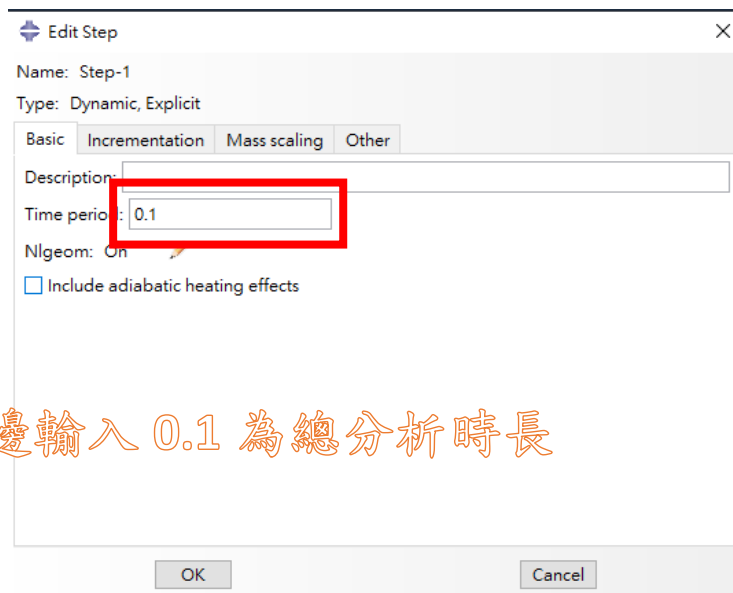 Edit Step
Name: Step-1
Type: Dynamic, Explicit
Basic Incrementation Mass scaling Other
Description:
Time period: 0.1
Nlgeom: On
Include adiabatic heating effects
邊輸入 0.1 為總分析時長
OK Cancel